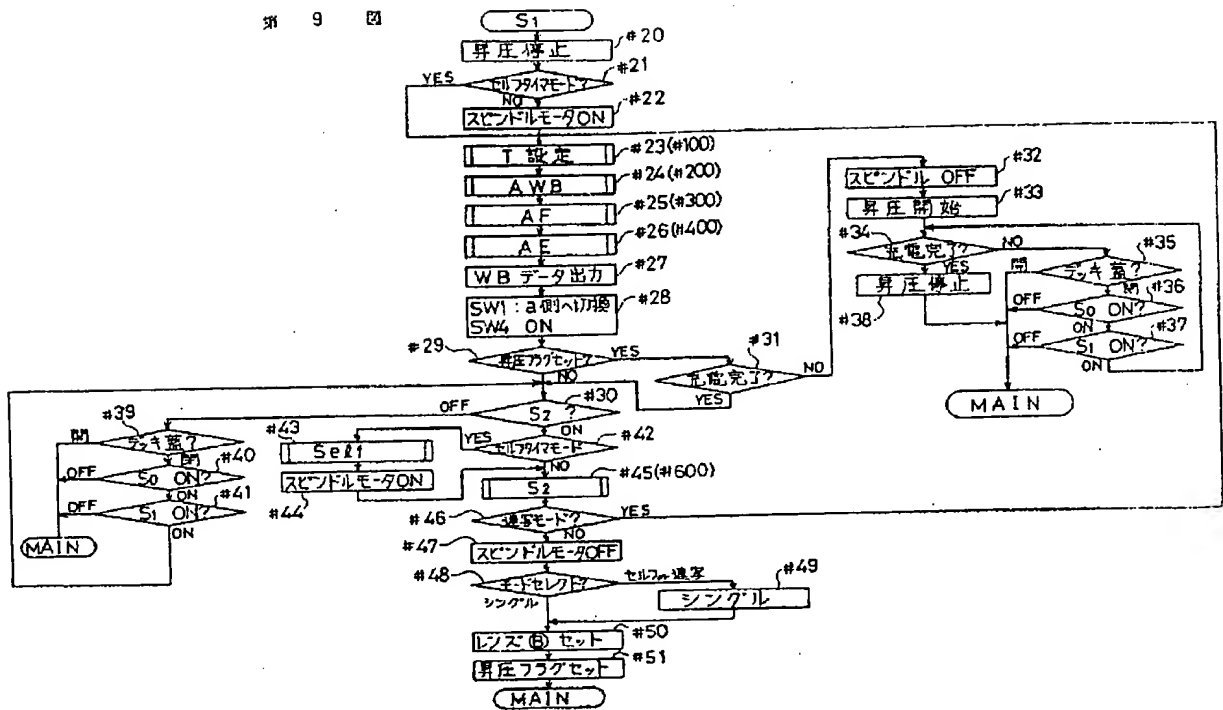 第 9 図
S1
昇圧停止
#20
セルフタイマモード?
#21
YES
NO
スピンドルモータON
#22
T 設定
#23(#100)
AWB
#24(#200)
AF
#25(#300)
AE
#26(#400)
WBデータ出力
#27
SW1:a側へ切換
SW4 ON
#28
#29
昇圧フラグセット?
YES
NO
#31
充電完了?
NO
YES
スピンドル OFF
#32
昇圧開始
#33
#34
充電完了?
NO
YES
昇圧停止
#38
デッキ蓋?
#35
開
閉
S0 ON?
#36
OFF
ON
S1 ON?
#37
OFF
ON
MAIN
S2 ?
#30
OFF
ON
#39
デッキ蓋?
開
閉
S0 ON?
#40
OFF
ON
S1 ON?
#41
OFF
ON
MAIN
セルフタイマモード
#42
YES
NO
#43
Self
スピンドルモータON
#44
S2
#45(#600)
#46
連写モード?
YES
NO
#47
スピンドルモータOFF
#48
モードセレクト?
セルフor連写
シングル
#49
シングル
レンズⒷセット
#50
昇圧フラグセット
#51
MAIN